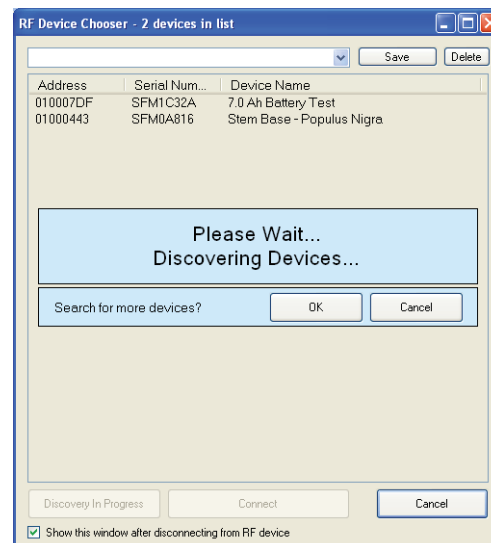 RF Device Chooser - 2 devices in list
Save Delete
Address Serial Num... Device Name
010007DF SFM1C32A 7.0 Ah Battery Test
01000443 SFM0A816 Stem Base - Populus Nigra
Please Wait...
Discovering Devices...
Search for more devices? OK Cancel
Discovery In Progress Connect Cancel
Show this window after disconnecting from RF device